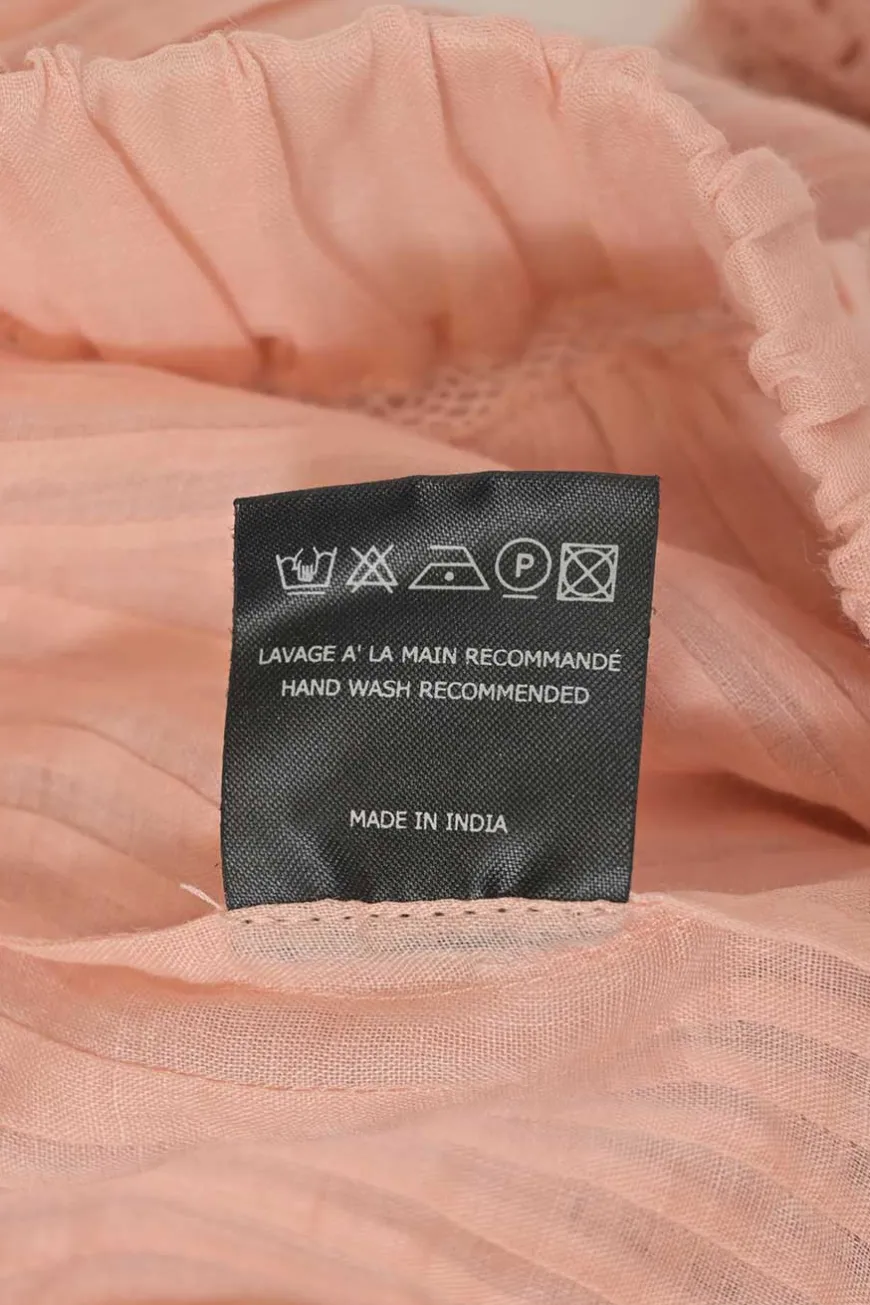 P
LAVAGE A' LA MAIN RECOMMANDÉ
HAND WASH RECOMMENDED
MADE IN INDIA